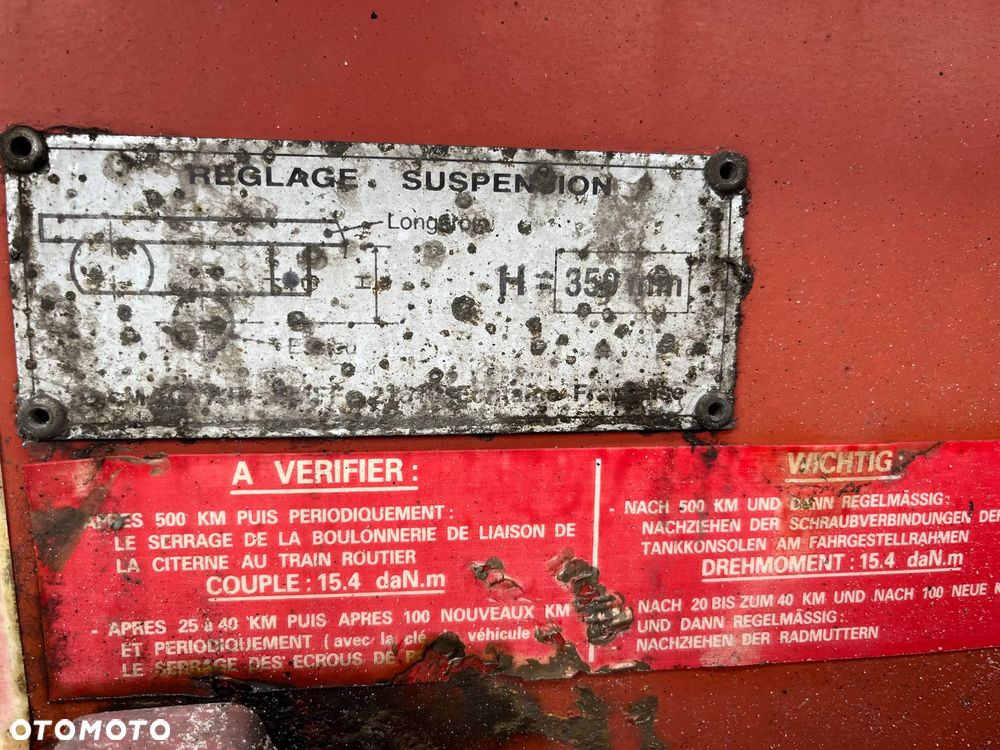 REGLAGE SUSPENSION
Longeron
H = 350 mm
H
Essieu
Française
A VERIFIER :
APRES 500 KM PUIS PERIODIQUEMENT :
LE SERRAGE DE LA BOULONNERIE DE LIAISON DE
LA CITERNE AU TRAIN ROUTIER
COUPLE : 15.4 daN.m
- APRES 25 à 40 KM PUIS APRES 100 NOUVEAUX KM
ET PERIODIQUEMENT (avec la clé véhicule)
LE SERRAGE DES ECROUS DE
WICHTIG :
- NACH 500 KM UND DANN REGELMÄSSIG :
NACHZIEHEN DER SCHRAUBVERBINDUNGEN DER
TANKKONSOLEN AM FAHRGESTELLRAHMEN
DREHMOMENT : 15.4 daN.m
NACH 20 BIS ZUM 40 KM UND NACH 100 NEUE
UND DANN REGELMÄSSIG :
NACHZIEHEN DER RADMUTTERN
OTOMOTO